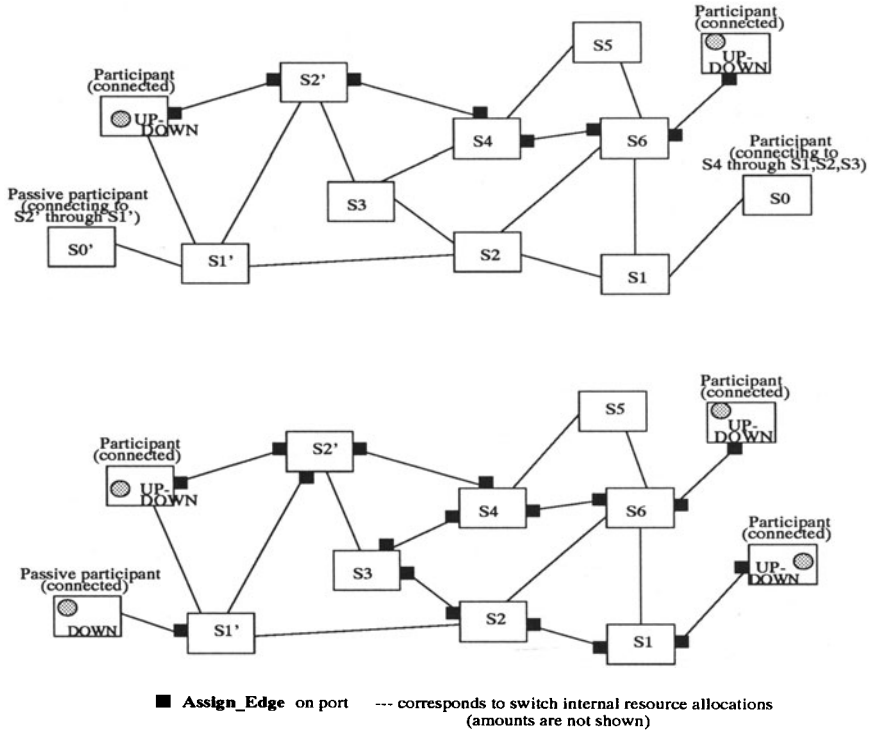 Participant
(connected)
UP-
DOWN
S5
S2'
Participant
(connected)
UP-
DOWN
S4
S6
Participant
(connecting to
S4 through S1,S2,S3)
S0
Passive participant
(connecting to
S2' through S1')
S0'
S3
S1'
S2
S1
Participant
(connected)
UP-
DOWN
S5
Participant
(connected)
UP-
DOWN
S2'
S4
S6
Participant
(connected)
UP-
DOWN
S3
Passive participant
(connected)
DOWN
S1'
S2
S1
Assign_Edge on port --- corresponds to switch internal resource allocations
(amounts are not shown)